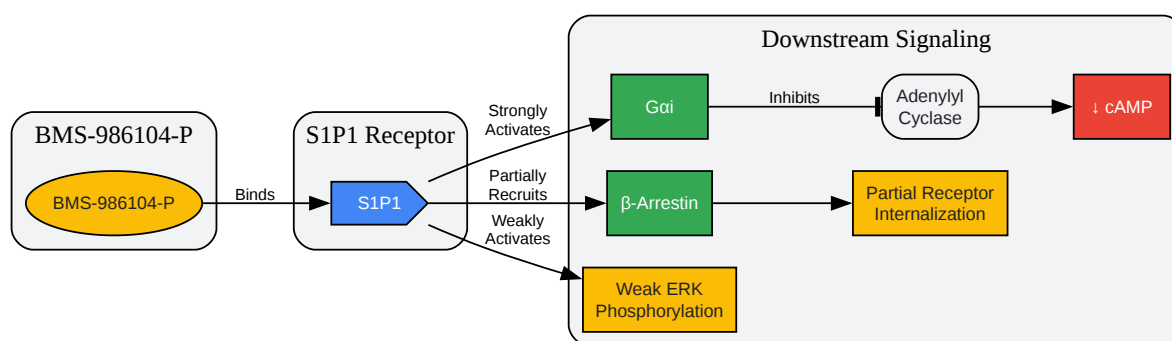 Downstream Signaling
BMS-986104-P
BMS-986104-P
Binds
S1P1 Receptor
S1P1
Strongly
Activates
Partially
Recruits
Weakly
Activates
Gαi
Inhibits
Adenylyl
Cyclase
↓ cAMP
β-Arrestin
Partial Receptor
Internalization
Weak ERK
Phosphorylation